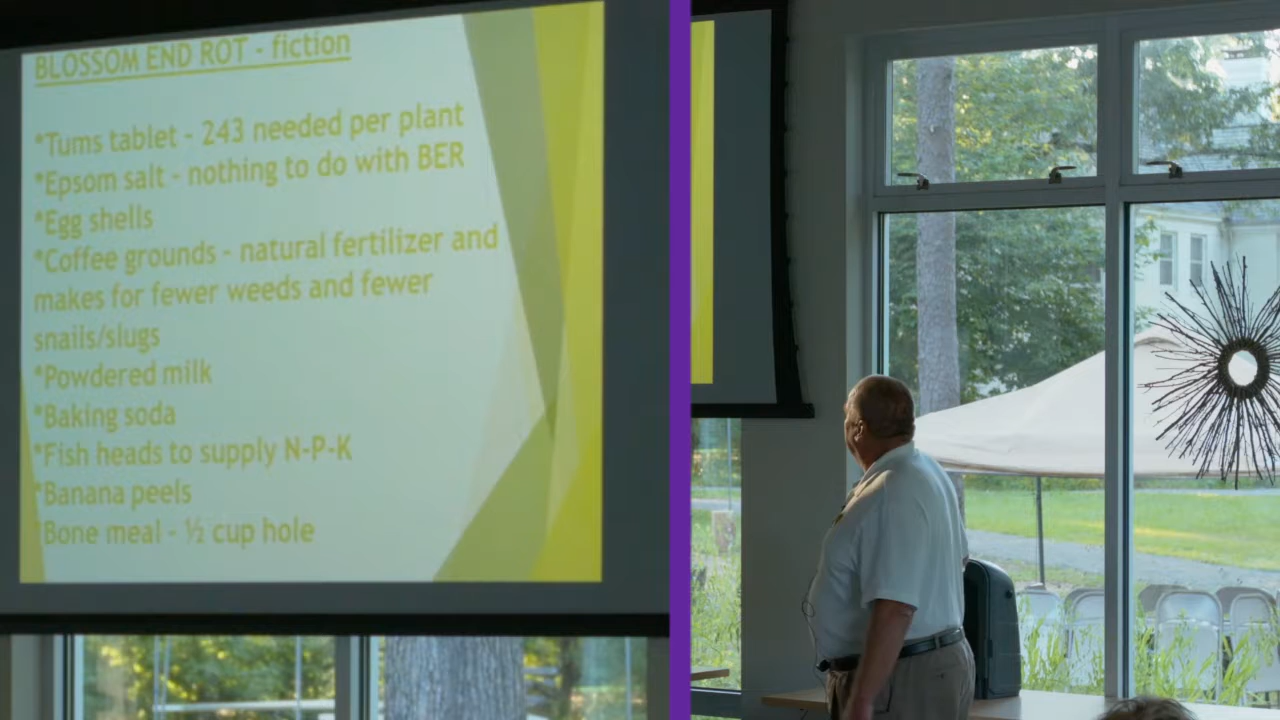 BLOSSOM END ROT - fiction
*Tums tablet - 243 needed per plant
*Epsom salt - nothing to do with BER
*Egg shells
*Coffee grounds - natural fertilizer and
makes for fewer weeds and fewer
snails/slugs
*Powdered milk
*Baking soda
*Fish heads to supply N-P-K
*Banana peels
*Bone meal - ½ cup hole